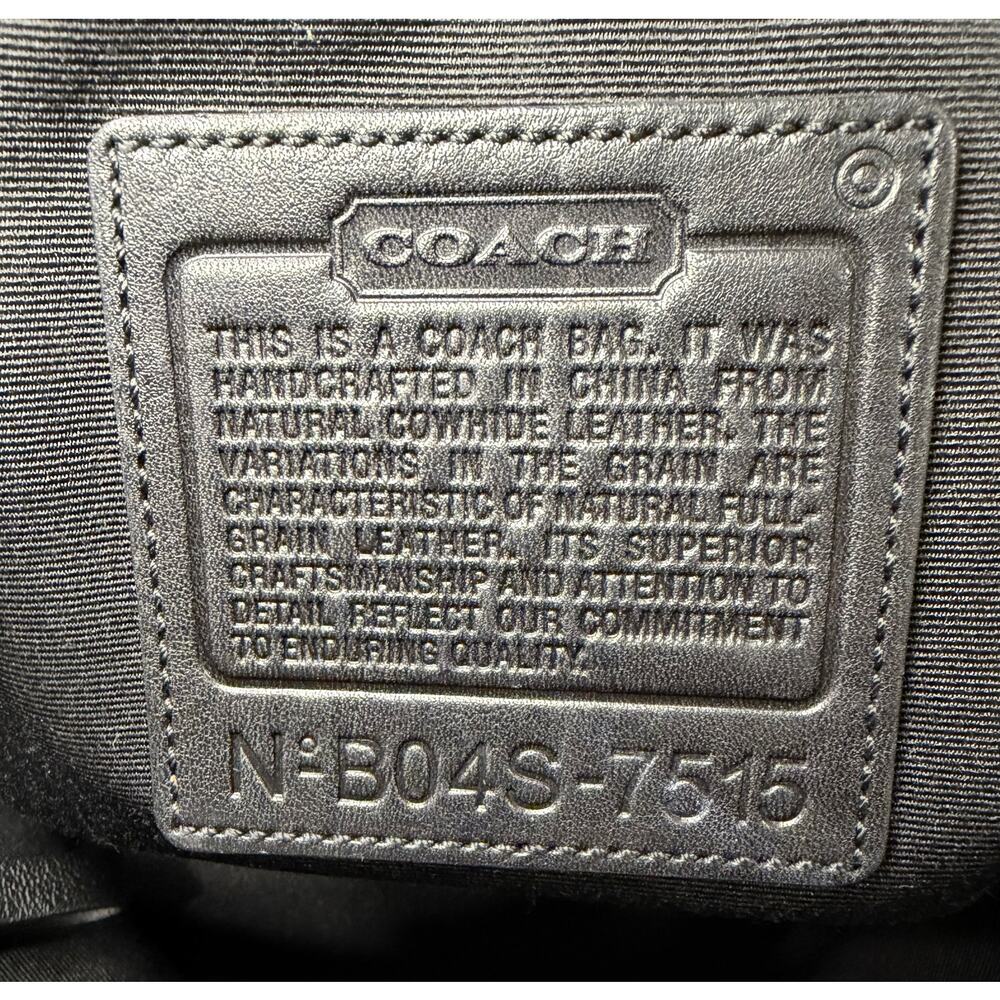 COACH
THIS IS A COACH BAG. IT WAS
HANDCRAFTED IN CHINA FROM
NATURAL COWHIDE LEATHER. THE
VARIATIONS IN THE GRAIN ARE
CHARACTERISTIC OF NATURAL FULL-
GRAIN LEATHER. ITS SUPERIOR
CRAFTSMANSHIP AND ATTENTION TO
DETAIL REFLECT OUR COMMITMENT
TO ENDURING QUALITY.
Nº B04S-7515